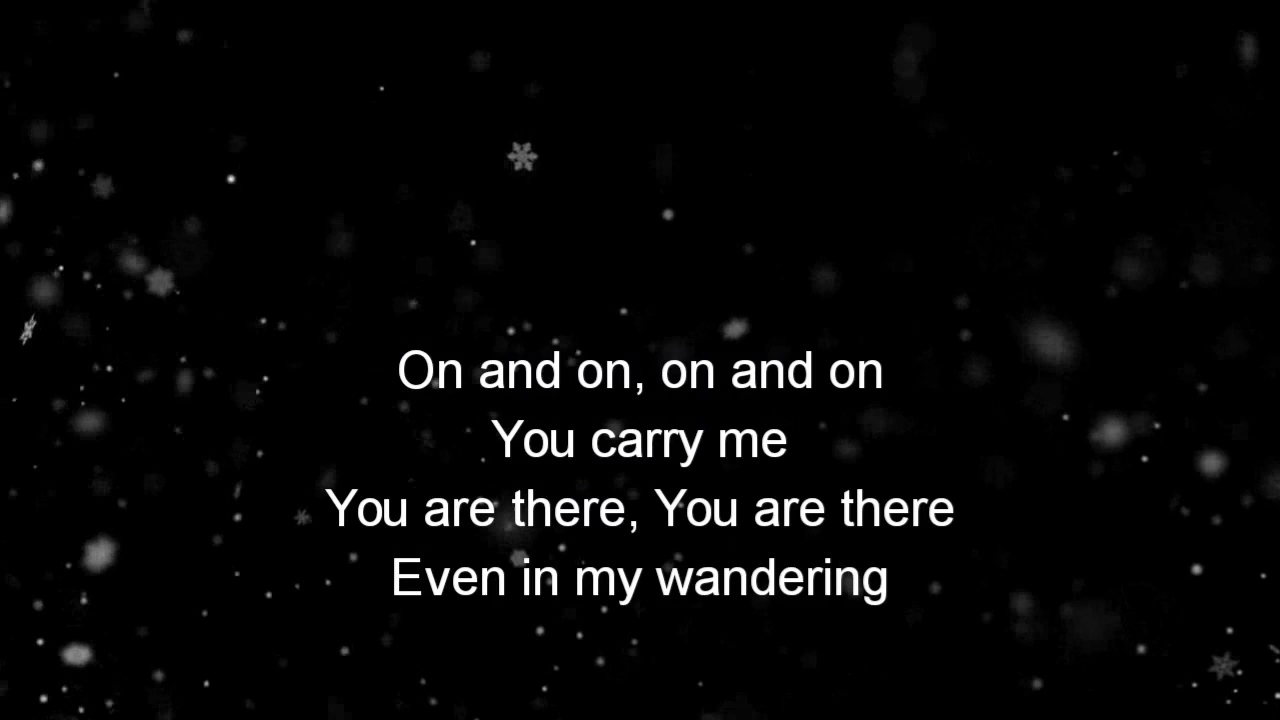 On and on, on and on
You carry me
You are there, You are there
Even in my wandering